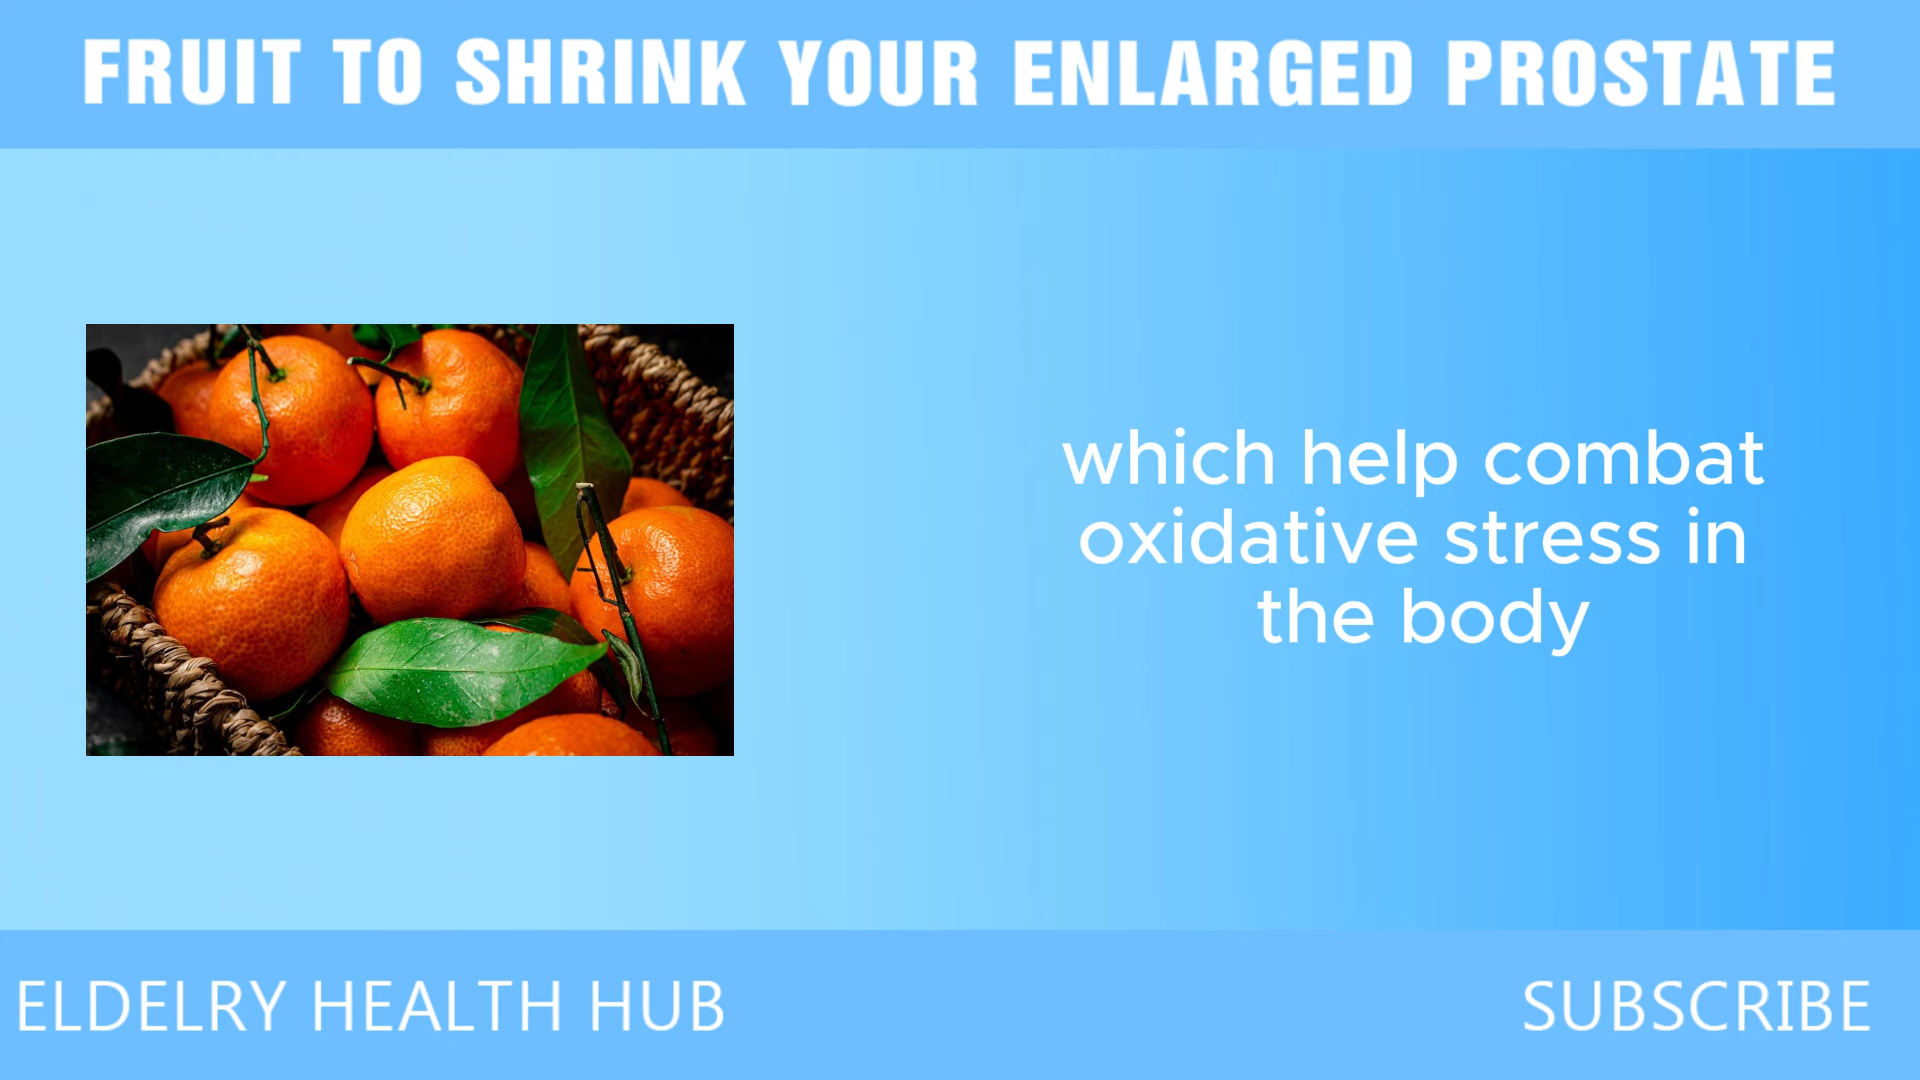 FRUIT TO SHRINK YOUR ENLARGED PROSTATE
which help combat
oxidative stress in
the body
ELDELRY HEALTH HUB
SUBSCRIBE